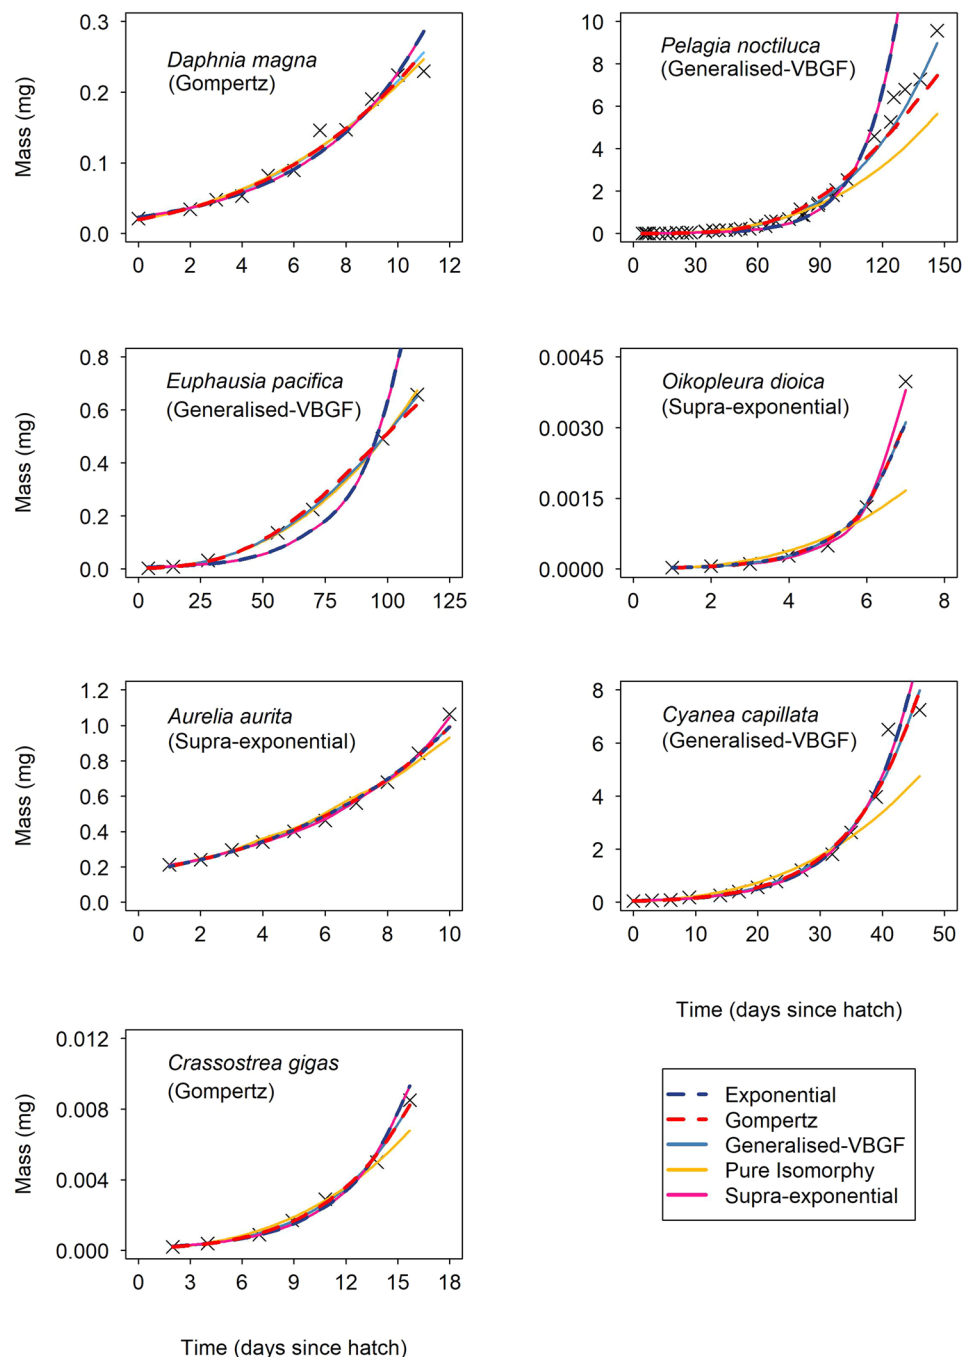 Daphnia magna
(Gompertz)
Mass (mg)
0.3
0.2
0.1
0.0
0 2 4 6 8 10 12
Pelagia noctiluca
(Generalised-VBGF)
10
8
6
4
2
0
0 30 60 90 120 150
Euphausia pacifica
(Generalised-VBGF)
Mass (mg)
0.8
0.6
0.4
0.2
0.0
0 25 50 75 100 125
Oikopleura dioica
(Supra-exponential)
0.0045
0.0030
0.0015
0.0000
0 2 4 6 8
Aurelia aurita
(Supra-exponential)
Mass (mg)
1.2
1.0
0.8
0.6
0.4
0.2
0.0
0 2 4 6 8 10
Cyanea capillata
(Generalised-VBGF)
8
6
4
2
0
0 10 20 30 40 50
Time (days since hatch)
Crassostrea gigas
(Gompertz)
Mass (mg)
0.012
0.008
0.004
0.000
0 3 6 9 12 15 18
Time (days since hatch)
Exponential
Gompertz
Generalised-VBGF
Pure Isomorphy
Supra-exponential